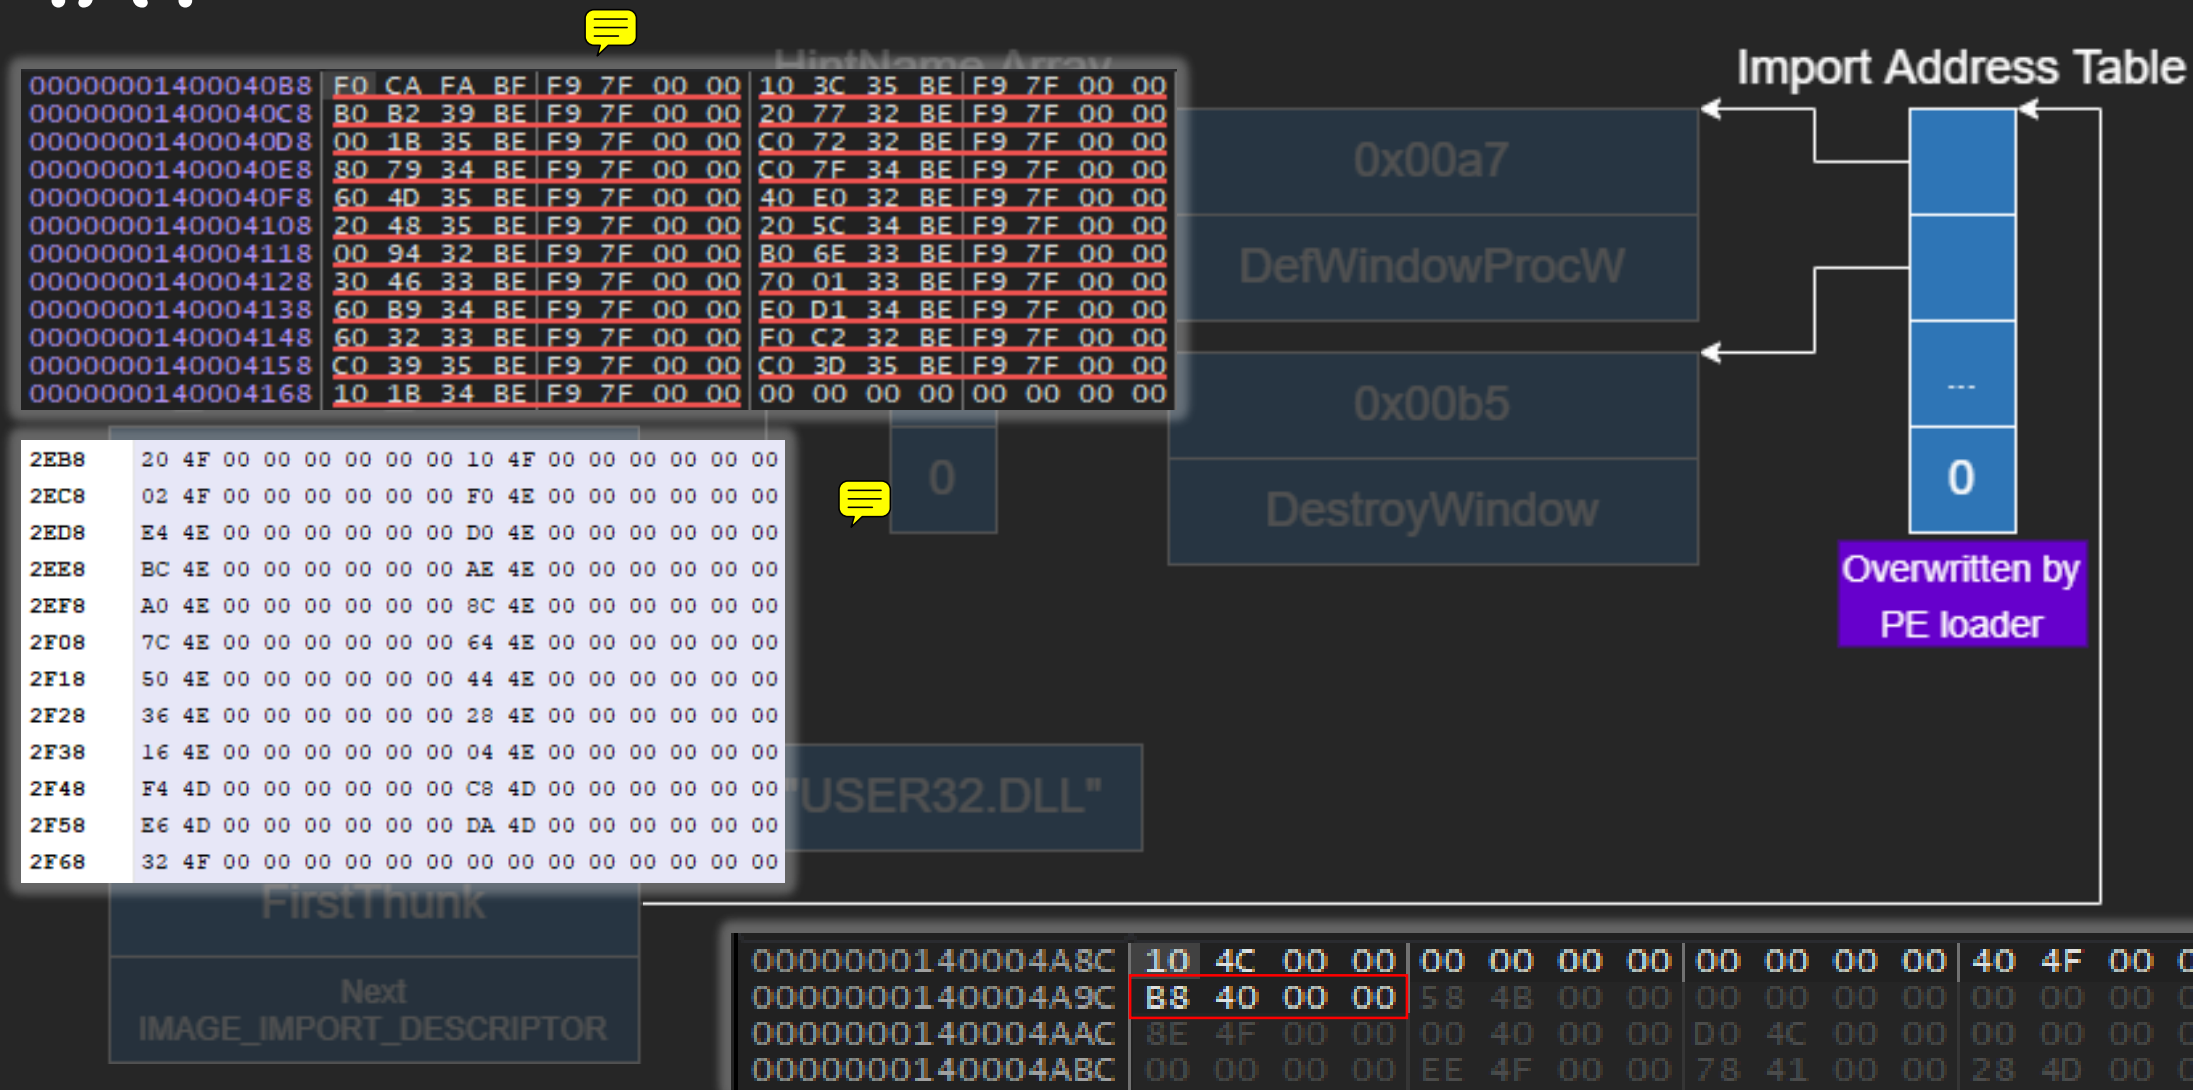 HintName Array
Import Address Table
00000001400040B8 F0 CA FA BF F9 7F 00 00 10 3C 35 BE F9 7F 00 00
00000001400040C8 B0 B2 39 BE F9 7F 00 00 20 77 32 BE F9 7F 00 00
00000001400040D8 00 1B 35 BE F9 7F 00 00 C0 72 32 BE F9 7F 00 00
00000001400040E8 80 79 34 BE F9 7F 00 00 C0 7F 34 BE F9 7F 00 00
00000001400040F8 60 4D 35 BE F9 7F 00 00 40 E0 32 BE F9 7F 00 00
0000000140004108 20 48 35 BE F9 7F 00 00 20 5C 34 BE F9 7F 00 00
0000000140004118 00 94 32 BE F9 7F 00 00 B0 6E 33 BE F9 7F 00 00
0000000140004128 30 46 33 BE F9 7F 00 00 70 01 33 BE F9 7F 00 00
0000000140004138 60 B9 34 BE F9 7F 00 00 E0 D1 34 BE F9 7F 00 00
0000000140004148 60 32 33 BE F9 7F 00 00 F0 C2 32 BE F9 7F 00 00
0000000140004158 C0 39 35 BE F9 7F 00 00 C0 3D 35 BE F9 7F 00 00
0000000140004168 10 1B 34 BE F9 7F 00 00 00 00 00 00 00 00 00 00
0x00a7
DefWindowProcW
0x00b5
DestroyWindow
0
---
0
Overwritten by
PE loader
2EB8 20 4F 00 00 00 00 00 00 10 4F 00 00 00 00 00 00
2EC8 02 4F 00 00 00 00 00 00 F0 4E 00 00 00 00 00 00
2ED8 E4 4E 00 00 00 00 00 00 D0 4E 00 00 00 00 00 00
2EE8 BC 4E 00 00 00 00 00 00 AE 4E 00 00 00 00 00 00
2EF8 A0 4E 00 00 00 00 00 00 8C 4E 00 00 00 00 00 00
2F08 7C 4E 00 00 00 00 00 00 64 4E 00 00 00 00 00 00
2F18 50 4E 00 00 00 00 00 00 44 4E 00 00 00 00 00 00
2F28 36 4E 00 00 00 00 00 00 28 4E 00 00 00 00 00 00
2F38 16 4E 00 00 00 00 00 00 04 4E 00 00 00 00 00 00
2F48 F4 4D 00 00 00 00 00 00 C8 4D 00 00 00 00 00 00
2F58 E6 4D 00 00 00 00 00 00 DA 4D 00 00 00 00 00 00
2F68 32 4F 00 00 00 00 00 00 00 00 00 00 00 00 00 00
"USER32.DLL"
FirstThunk
Next
IMAGE_IMPORT_DESCRIPTOR
0000000140004A8C 10 4C 00 00 00 00 00 00 00 00 00 00 40 4F 00
0000000140004A9C B8 40 00 00 58 4B 00 00 00 00 00 00 00 00 00
0000000140004AAC 8E 4F 00 00 00 40 00 00 D0 4C 00 00 00 00 00
0000000140004ABC 00 00 00 00 EE 4F 00 00 78 41 00 00 28 4D 00